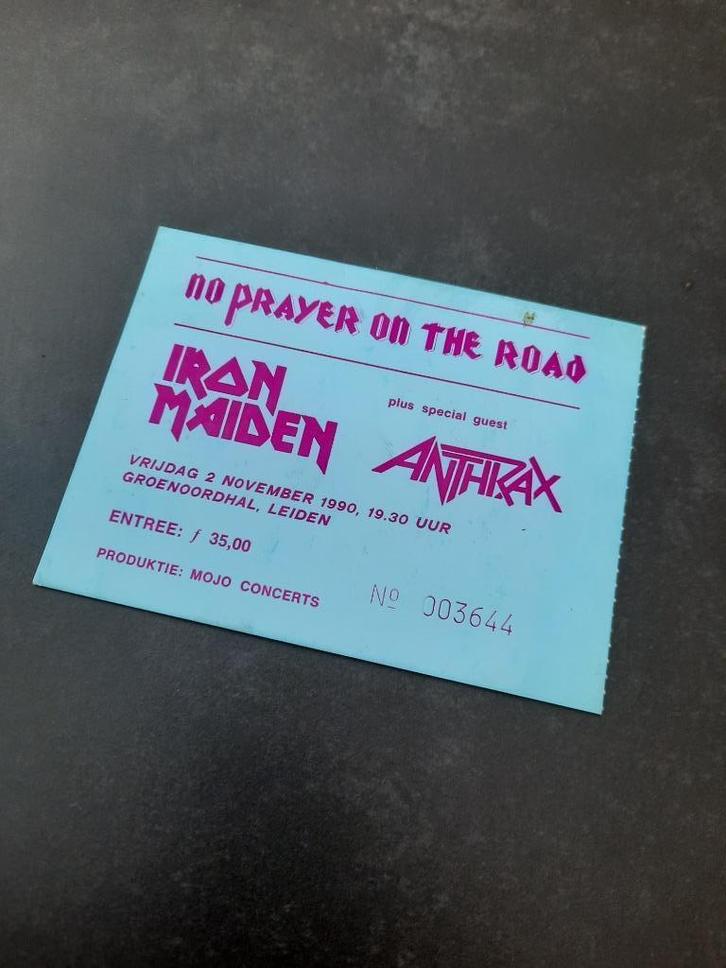 NO PRAYER ON THE ROAD
IRON
MAIDEN
plus special guest
ANTHRAX
VRIJDAG 2 NOVEMBER 1990, 19.30 UUR
GROENOORDHAL, LEIDEN
ENTREE: ƒ 35,00
PRODUKTIE: MOJO CONCERTS
Nº 003644